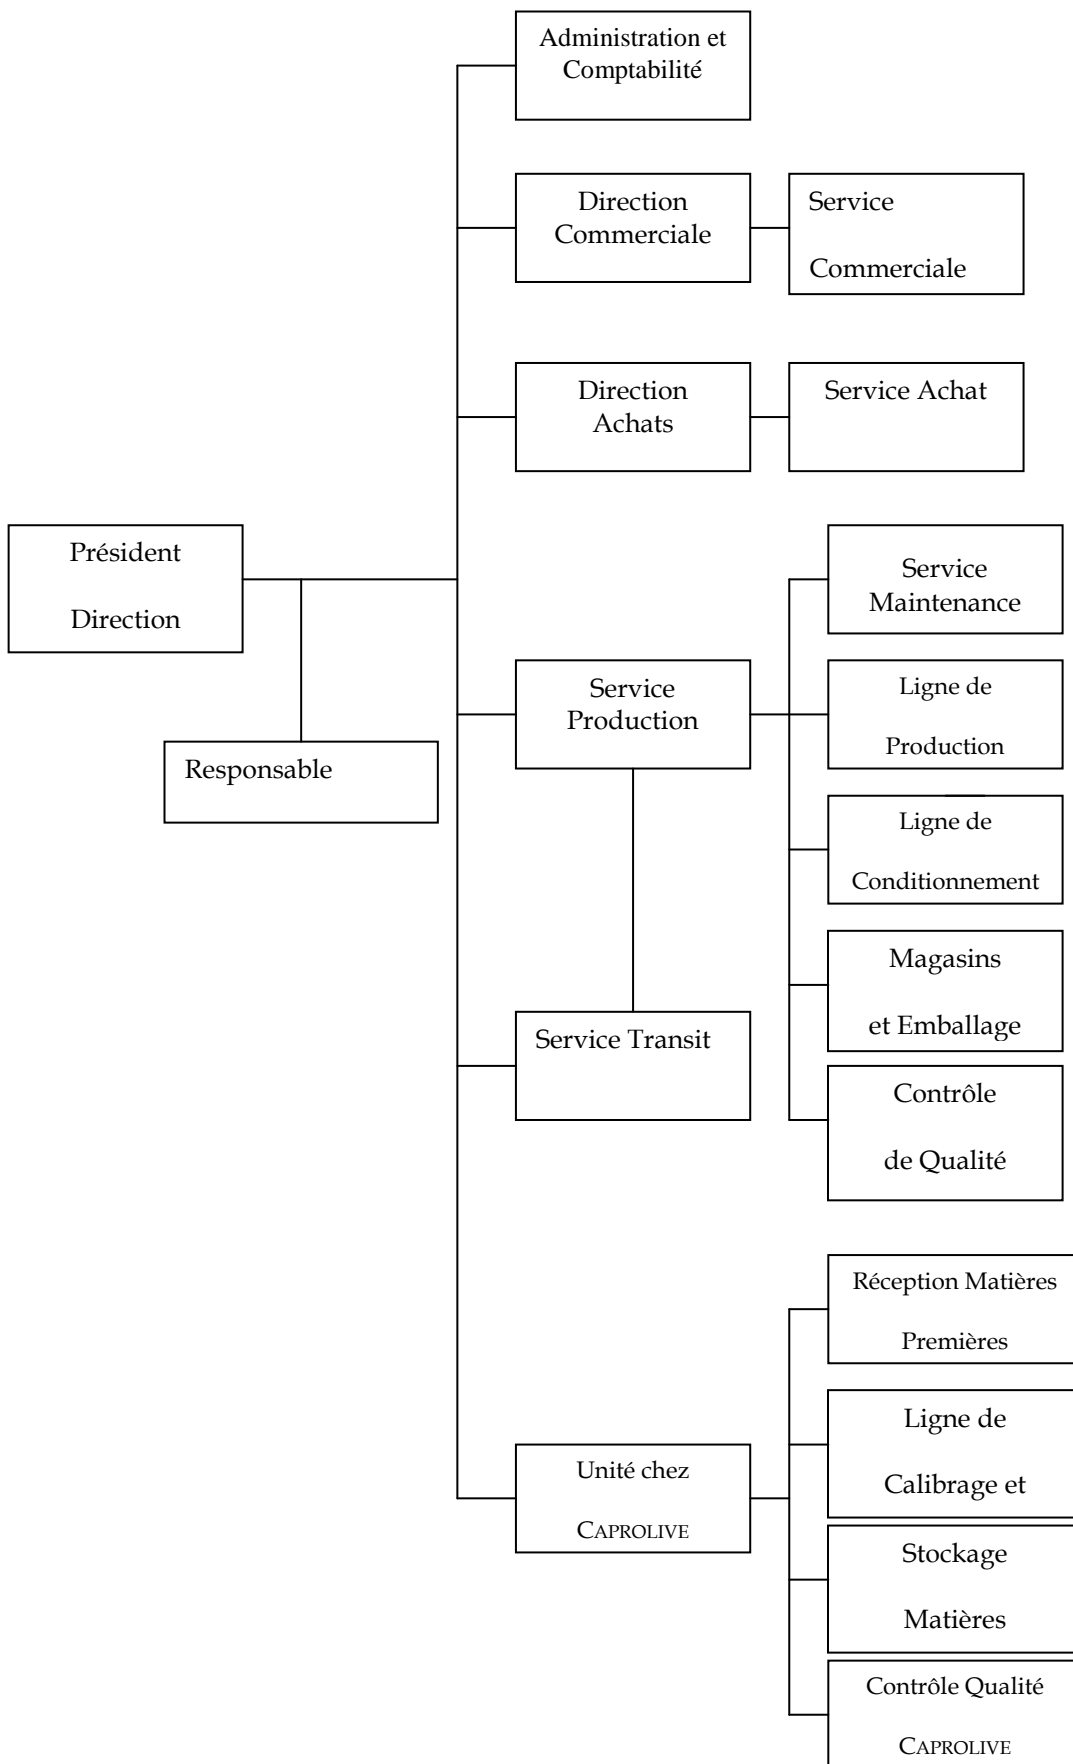 Administration et
Comptabilité
Direction
Commerciale
Service
Commerciale
Direction
Achats
Service Achat
Président
Direction
Responsable
Service
Production
Service
Maintenance
Ligne de
Production
Ligne de
Conditionnement
Magasins
et Emballage
Contrôle
de Qualité
Service Transit
Unité chez
CAPROLIVE
Réception Matières
Premières
Ligne de
Calibrage et
Stockage
Matières
Contrôle Qualité
CAPROLIVE